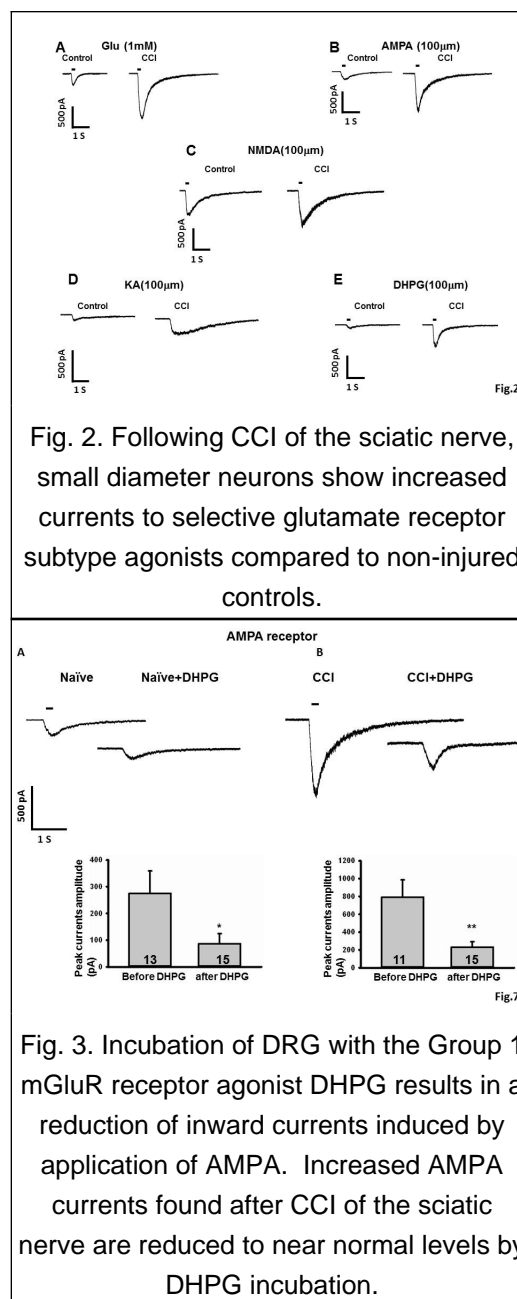 A Glu (1mM)
Control CCI
500 pA
1 S
B AMPA (100μm)
Control CCI
500 pA
1 S
C NMDA(100μm)
Control CCI
500 pA
1 S
D KA(100μm)
Control CCI
500 pA
1 S
E DHPG(100μm)
Control CCI
500 pA
1 S
Fig.2
Fig. 2. Following CCI of the sciatic nerve,
small diameter neurons show increased
currents to selective glutamate receptor
subtype agonists compared to non-injured
controls.
AMPA receptor
A
Naïve Naïve+DHPG
500 pA
1 S
B
CCI CCI+DHPG
Peak currents amplitude
(pA)
400
300
200
100
0
*
13 15
Before DHPG after DHPG
Peak currents amplitude
(pA)
1200
1000
800
600
400
200
0
**
11 15
Before DHPG after DHPG
Fig.7
Fig. 3. Incubation of DRG with the Group 1
mGluR receptor agonist DHPG results in a
reduction of inward currents induced by
application of AMPA. Increased AMPA
currents found after CCI of the sciatic
nerve are reduced to near normal levels by
DHPG incubation.